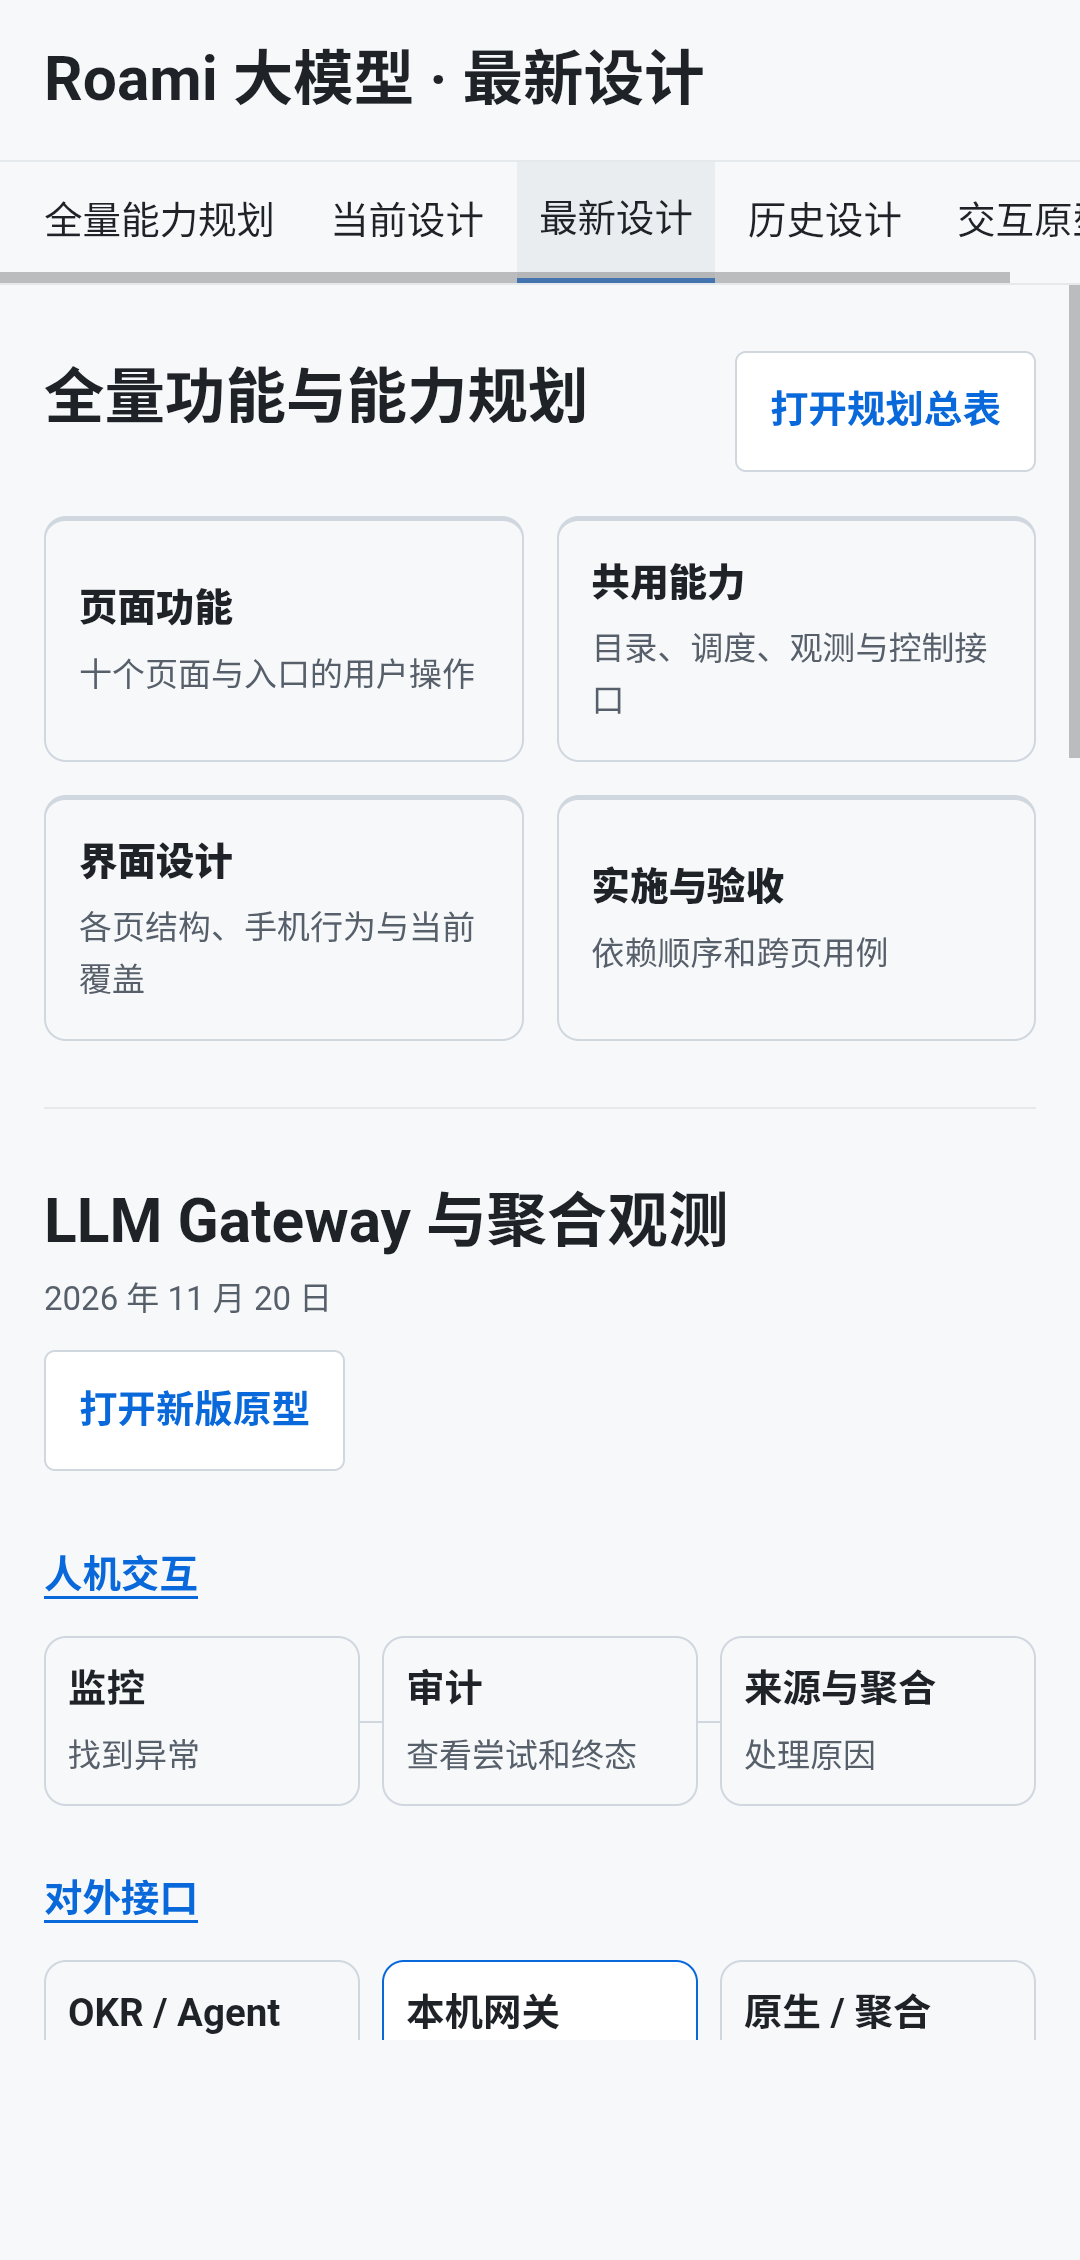 Roami 大模型 · 最新设计
全量能力规划 当前设计 最新设计 历史设计 交互原
全量功能与能力规划
打开规划总表
页面功能
十个页面与入口的用户操作
共用能力
目录、调度、观测与控制接
口
界面设计
各页结构、手机行为与当前
覆盖
实施与验收
依赖顺序和跨页用例
LLM Gateway 与聚合观测
2026 年 11 月 20 日
打开新版原型
人机交互
监控
找到异常
审计
查看尝试和终态
来源与聚合
处理原因
对外接口
OKR / Agent
本机网关
原生 / 聚合